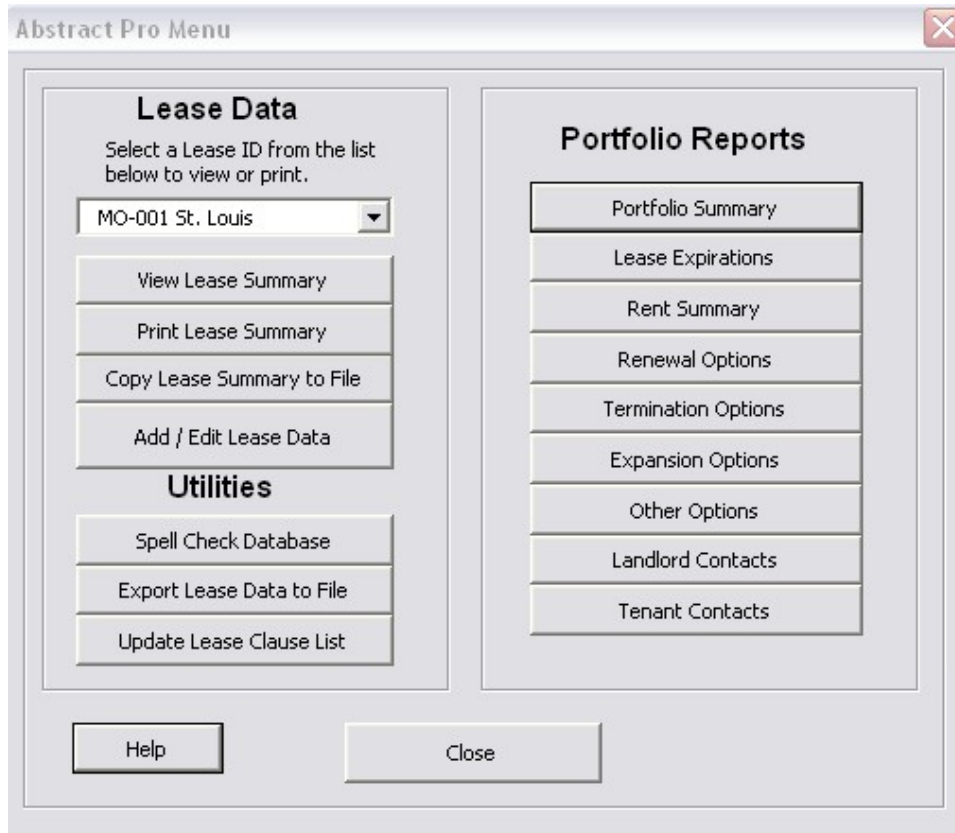 Abstract Pro Menu
Lease Data
Select a Lease ID from the list
below to view or print.
MO-001 St. Louis
View Lease Summary
Print Lease Summary
Copy Lease Summary to File
Add / Edit Lease Data
Utilities
Spell Check Database
Export Lease Data to File
Update Lease Clause List
Portfolio Reports
Portfolio Summary
Lease Expirations
Rent Summary
Renewal Options
Termination Options
Expansion Options
Other Options
Landlord Contacts
Tenant Contacts
Help
Close